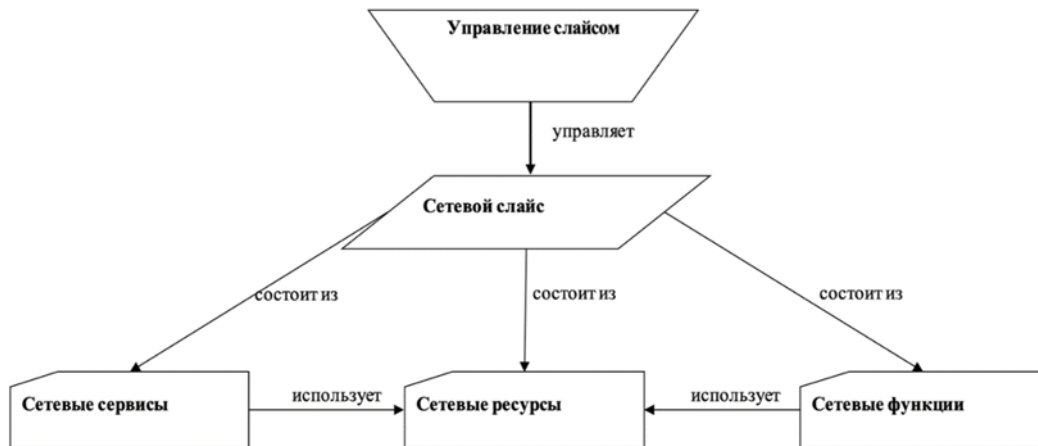 Управление слайсом
управляет
Сетевой слайс
состоит из
состоит из
состоит из
Сетевые сервисы
использует
Сетевые ресурсы
использует
Сетевые функции